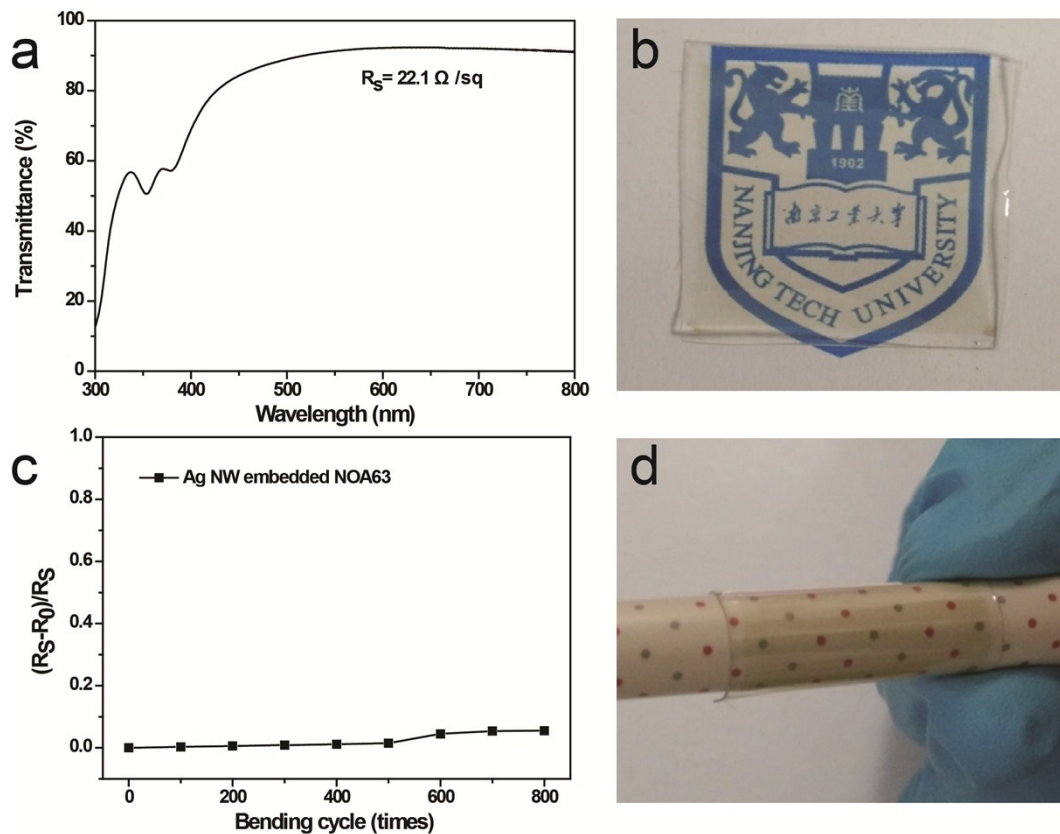 a
100
80
60
40
20
0
300 400 500 600 700 800
Transmittance (%)
Wavelength (nm)
R_S= 22.1 Ω /sq
b
1902
南京工业大学
NANJING TECH UNIVERSITY
c
1.0
0.8
0.6
0.4
0.2
0.0
0 200 400 600 800
(R_S-R_0)/R_S
Bending cycle (times)
Ag NW embedded NOA63
d